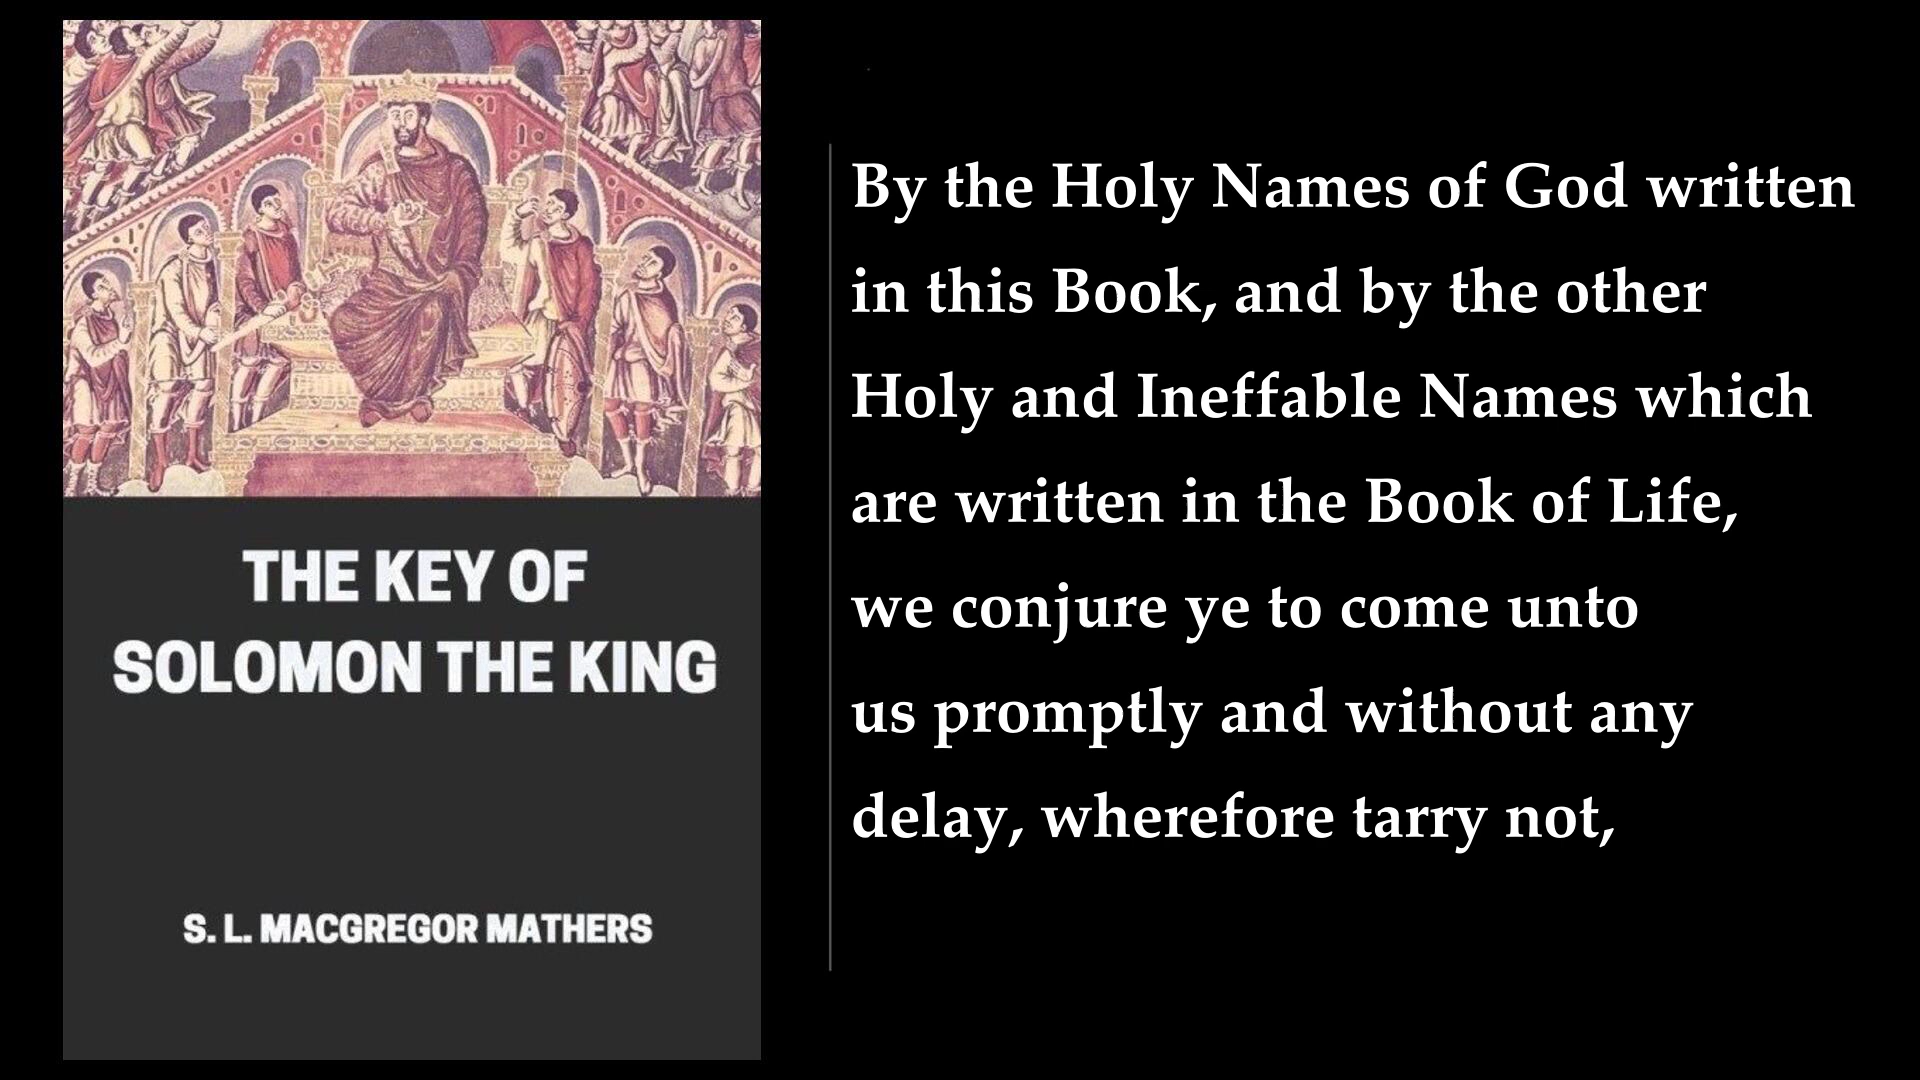 THE KEY OF
SOLOMON THE KING
S. L. MACGREGOR MATHERS
By the Holy Names of God written
in this Book, and by the other
Holy and Ineffable Names which
are written in the Book of Life,
we conjure ye to come unto
us promptly and without any
delay, wherefore tarry not,